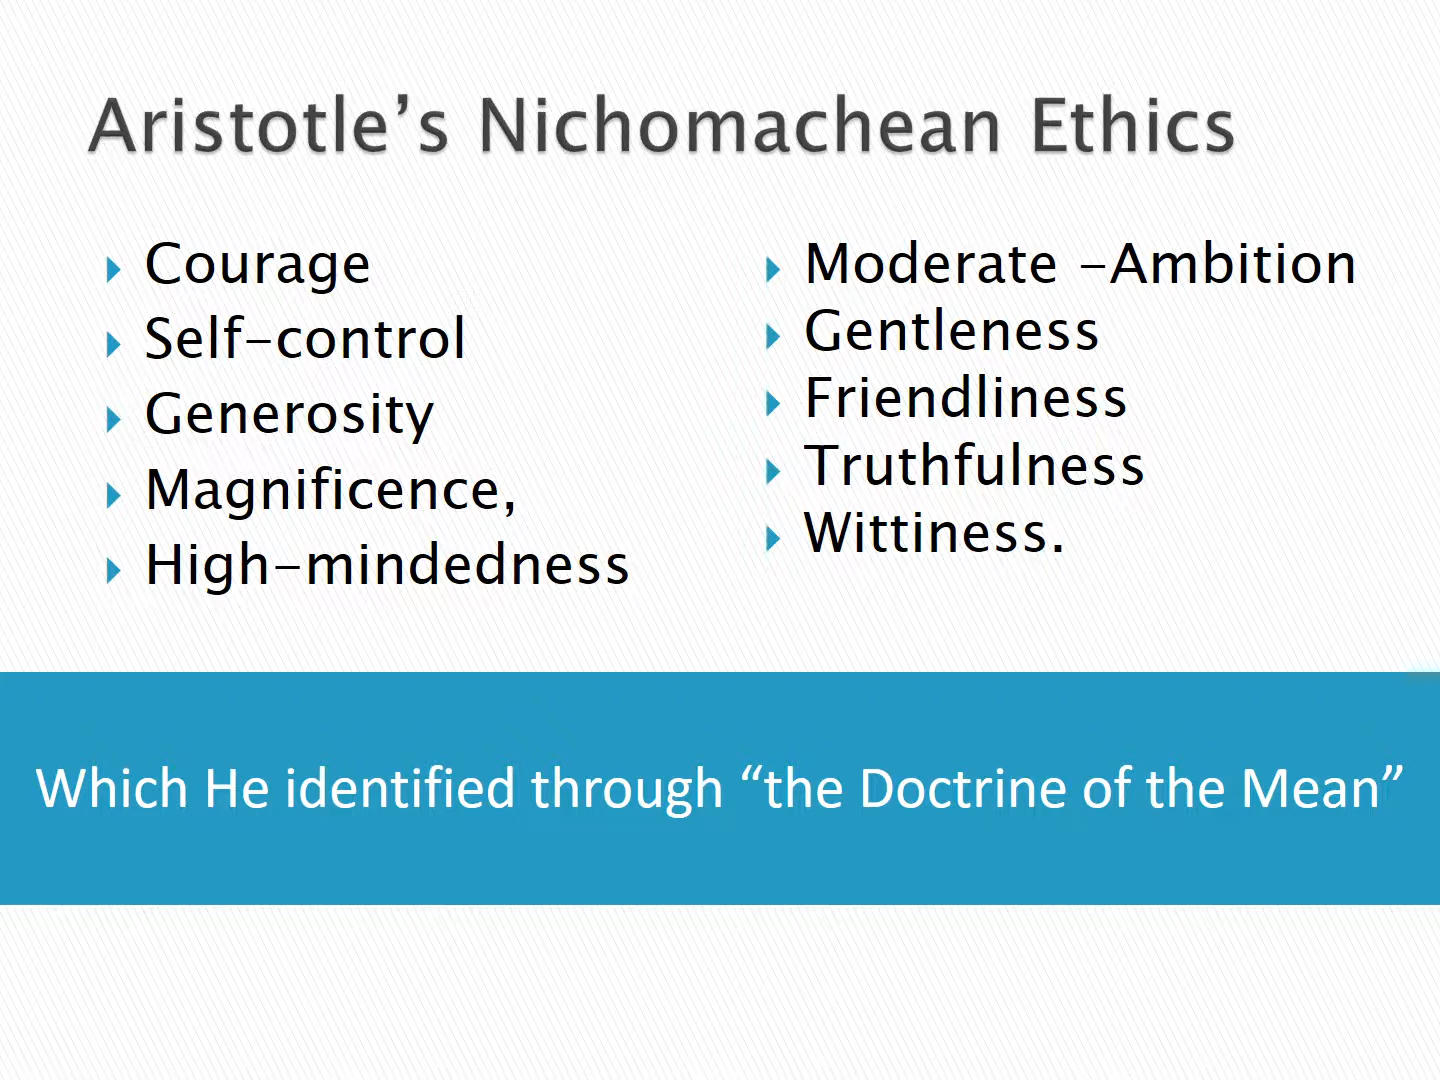 Aristotle’s Nichomachean Ethics
Courage
Self-control
Generosity
Magnificence,
High-mindedness
Moderate -Ambition
Gentleness
Friendliness
Truthfulness
Wittiness.
Which He identified through “the Doctrine of the Mean”